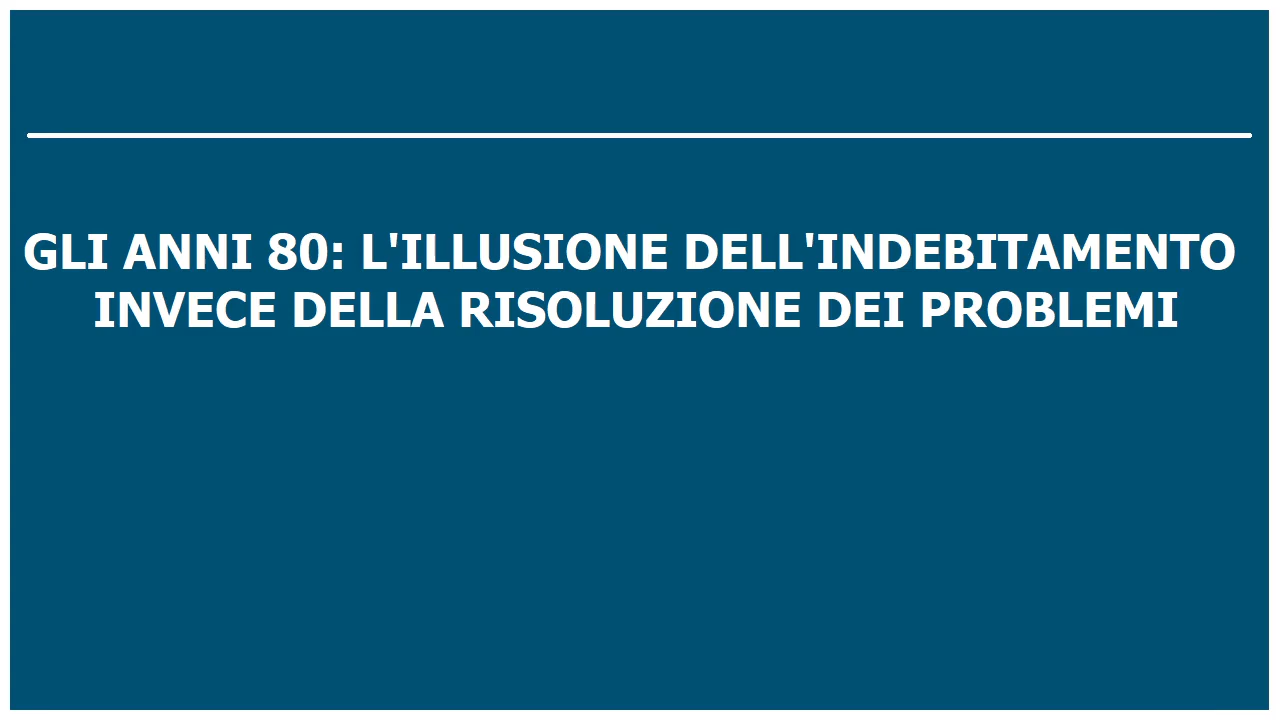 GLI ANNI 80: L'ILLUSIONE DELL'INDEBITAMENTO
INVECE DELLA RISOLUZIONE DEI PROBLEMI